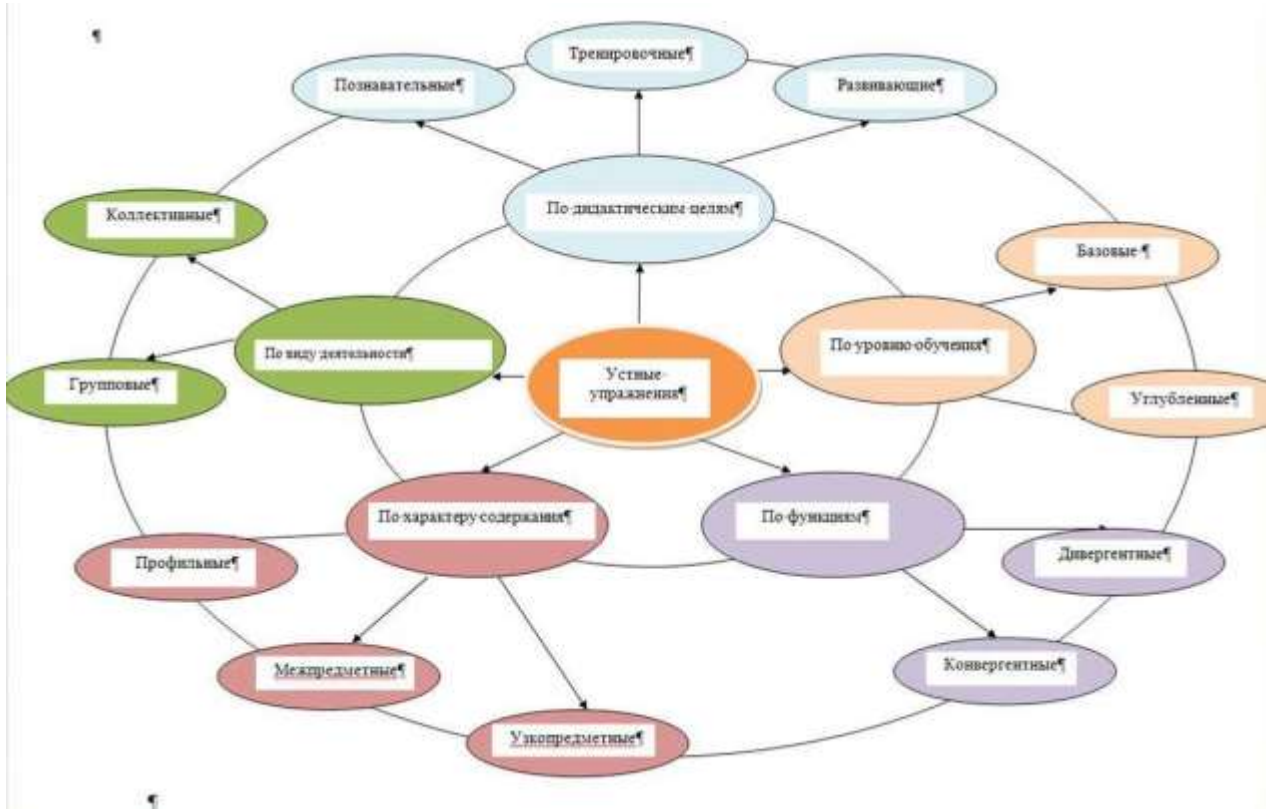 ¶
Тренировочные¶
Познавательные¶
Развивающие¶
Коллективные¶
По·дидактическим·целям¶
Базовые·¶
По виду деятельности¶
По·уровню·обучения¶
Устные·
упражнения¶
Групповые¶
Углубленные¶
По·характеру·содержания¶
По·функциям¶
Профильные¶
Дивергентные¶
Межпредметные¶
Конвергентные¶
Узкопредметные¶
¶